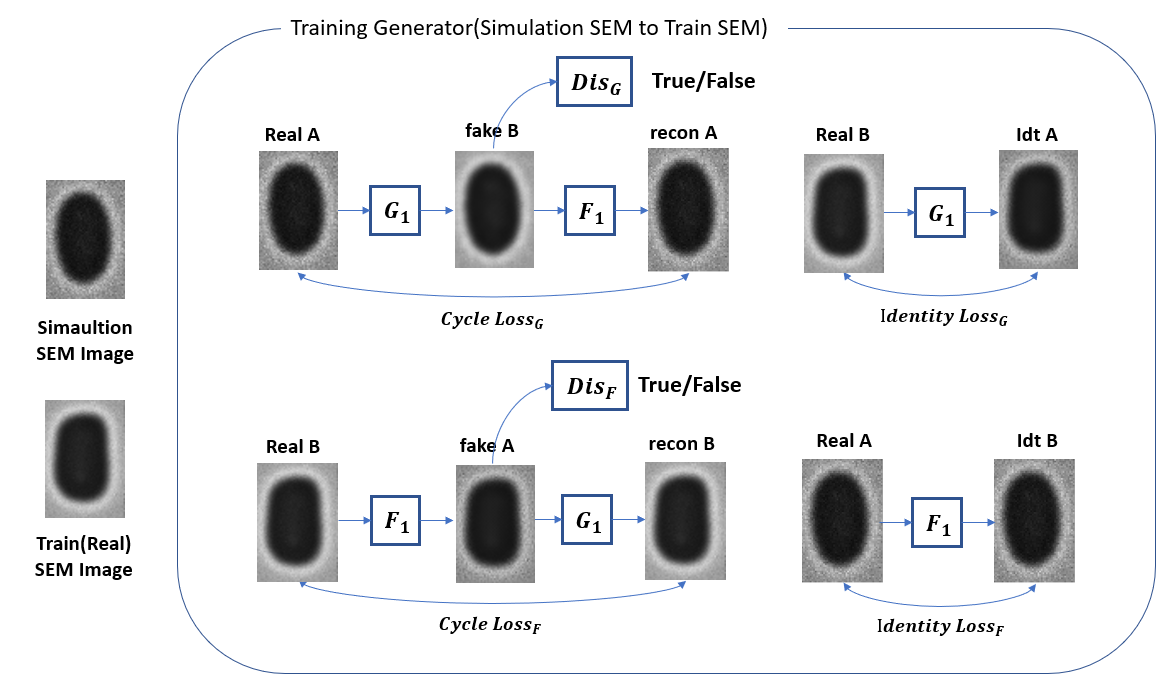 Training Generator(Simulation SEM to Train SEM)
Dis_G True/False
Real A
fake B
recon A
Real B
Idt A
G_1
F_1
G_1
Cycle Loss_G
Identity Loss_G
Simaultion
SEM Image
Dis_F True/False
Real B
fake A
recon B
Real A
Idt B
F_1
G_1
F_1
Cycle Loss_F
Identity Loss_F
Train(Real)
SEM Image